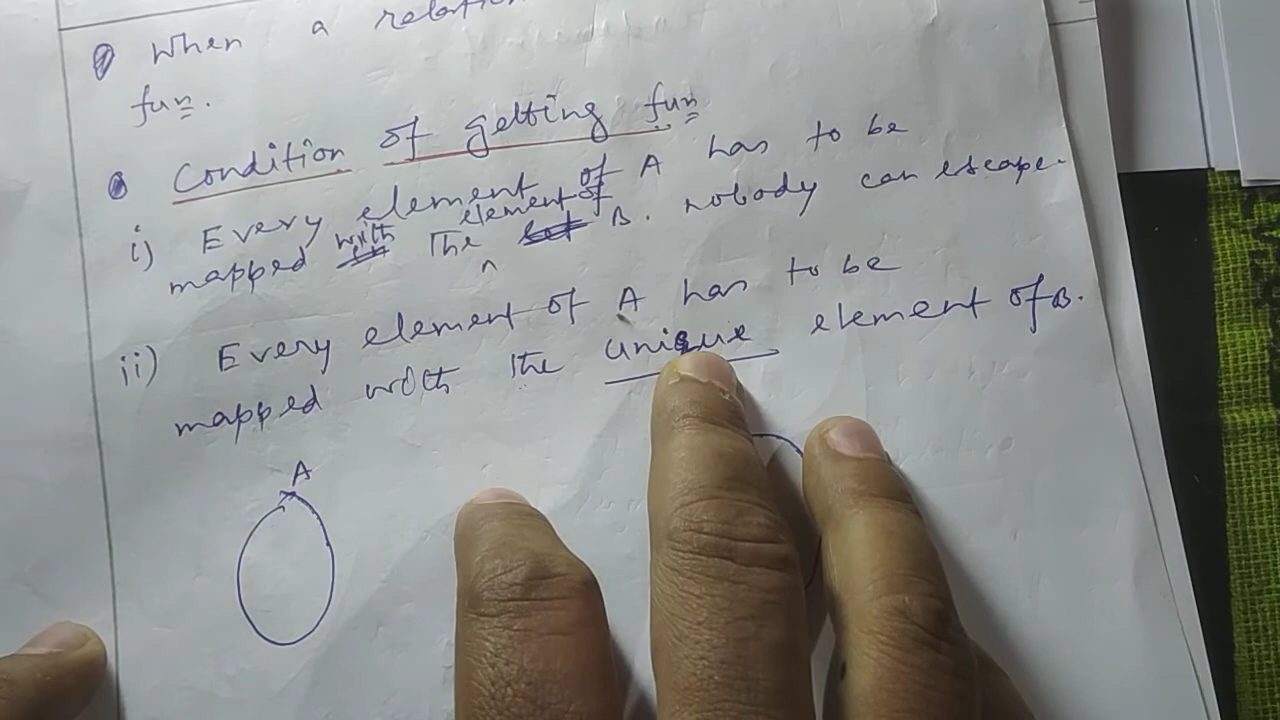 When a relation
fun.
Condition of getting fun
i) Every element of A has to be
mapped with the element of B. nobody can escape.
ii) Every element of A has to be
mapped with the unique element of B.
A